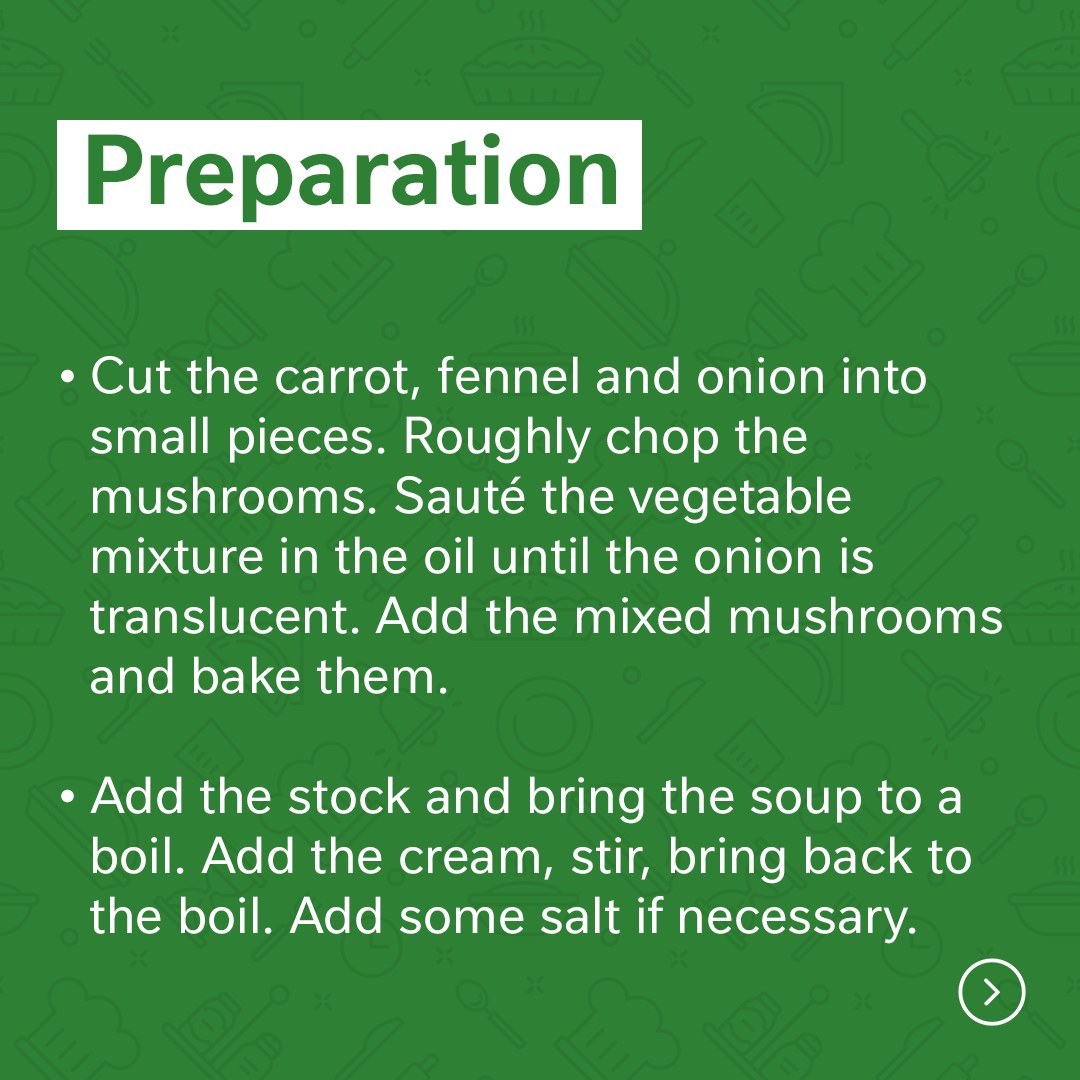 Preparation
• Cut the carrot, fennel and onion into
small pieces. Roughly chop the
mushrooms. Sauté the vegetable
mixture in the oil until the onion is
translucent. Add the mixed mushrooms
and bake them.
• Add the stock and bring the soup to a
boil. Add the cream, stir, bring back to
the boil. Add some salt if necessary.